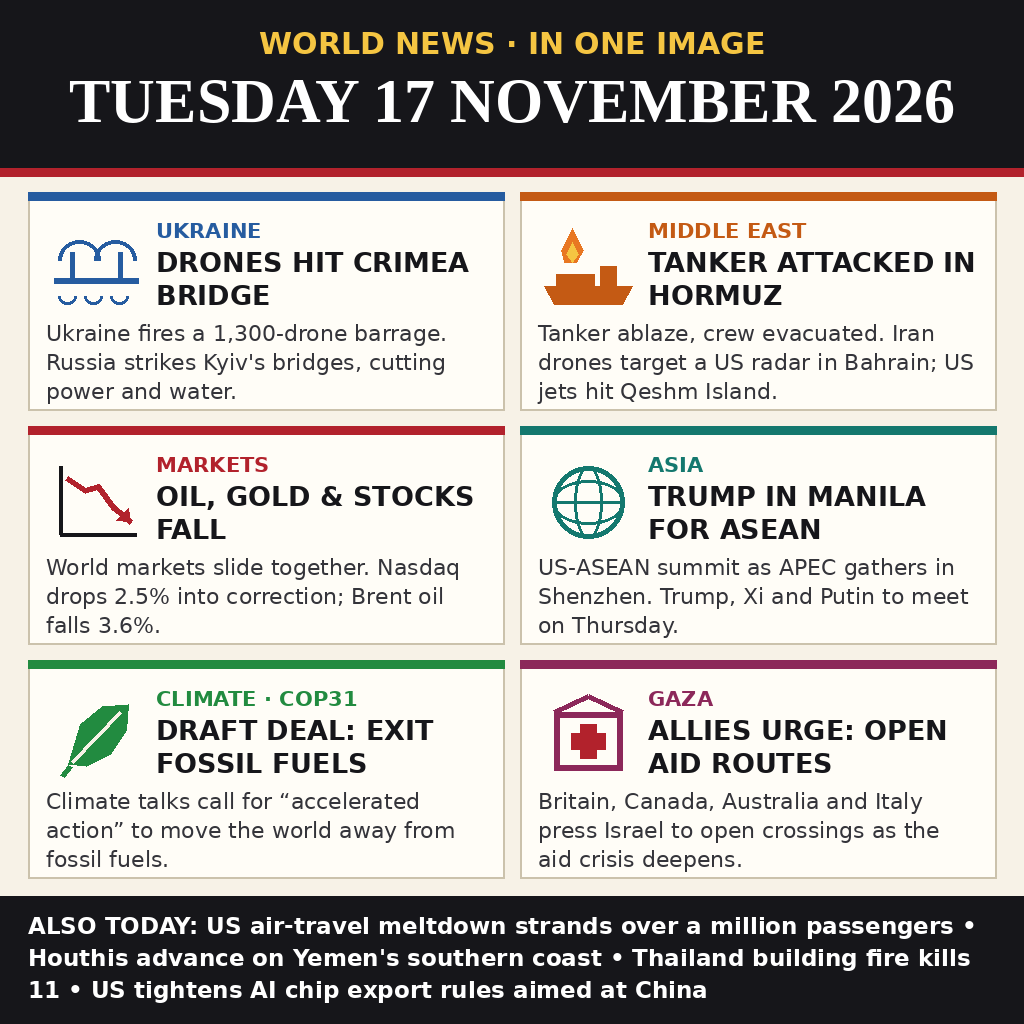 WORLD NEWS · IN ONE IMAGE
TUESDAY 17 NOVEMBER 2026
UKRAINE
DRONES HIT CRIMEA
BRIDGE
Ukraine fires a 1,300-drone barrage.
Russia strikes Kyiv's bridges, cutting
power and water.
MIDDLE EAST
TANKER ATTACKED IN
HORMUZ
Tanker ablaze, crew evacuated. Iran
drones target a US radar in Bahrain; US
jets hit Qeshm Island.
MARKETS
OIL, GOLD & STOCKS
FALL
World markets slide together. Nasdaq
drops 2.5% into correction; Brent oil
falls 3.6%.
ASIA
TRUMP IN MANILA
FOR ASEAN
US-ASEAN summit as APEC gathers in
Shenzhen. Trump, Xi and Putin to meet
on Thursday.
CLIMATE · COP31
DRAFT DEAL: EXIT
FOSSIL FUELS
Climate talks call for “accelerated
action” to move the world away from
fossil fuels.
GAZA
ALLIES URGE: OPEN
AID ROUTES
Britain, Canada, Australia and Italy
press Israel to open crossings as the
aid crisis deepens.
ALSO TODAY: US air-travel meltdown strands over a million passengers •
Houthis advance on Yemen's southern coast • Thailand building fire kills
11 • US tightens AI chip export rules aimed at China